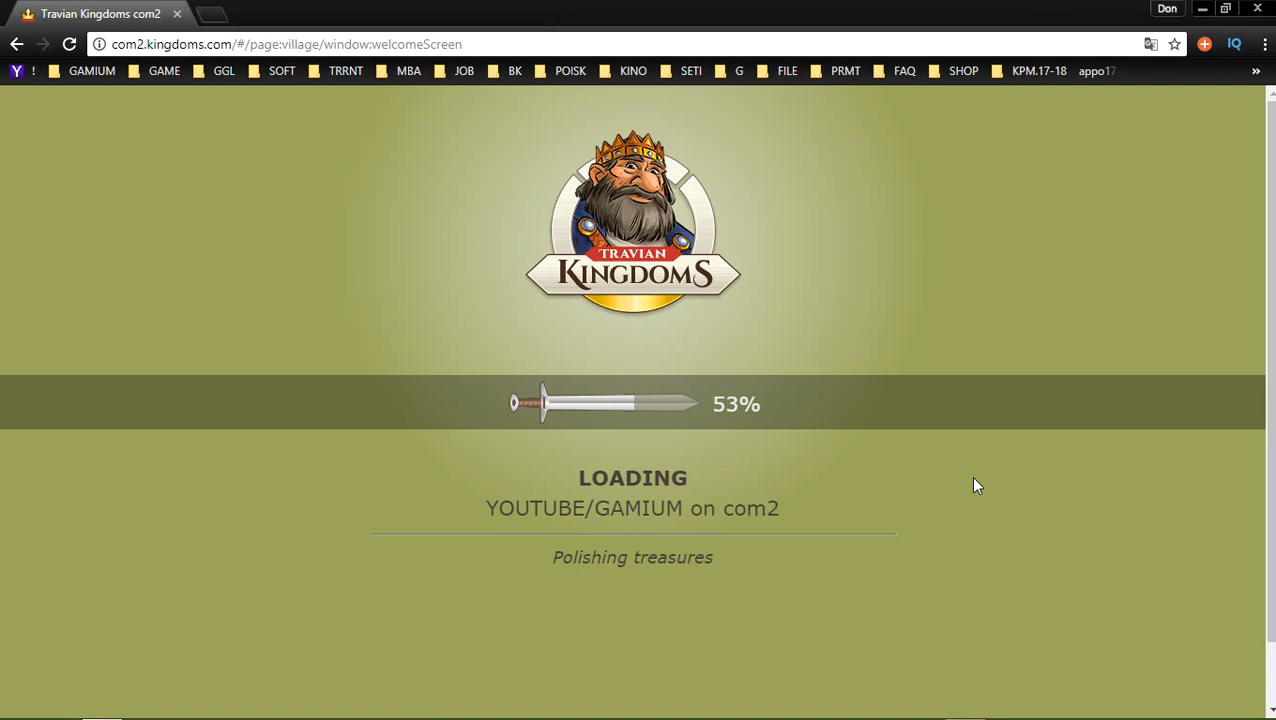 Travian Kingdoms com2
Don
com2.kingdoms.com/#/page:village/window:welcomeScreen
IQ
Y ! GAMIUM GAME GGL SOFT TRRNT MBA JOB BK POISK KINO SETI G FILE PRMT FAQ SHOP KPM.17-18 appo17
TRAVIAN
KINGDOMS
53%
LOADING
YOUTUBE/GAMIUM on com2
Polishing treasures